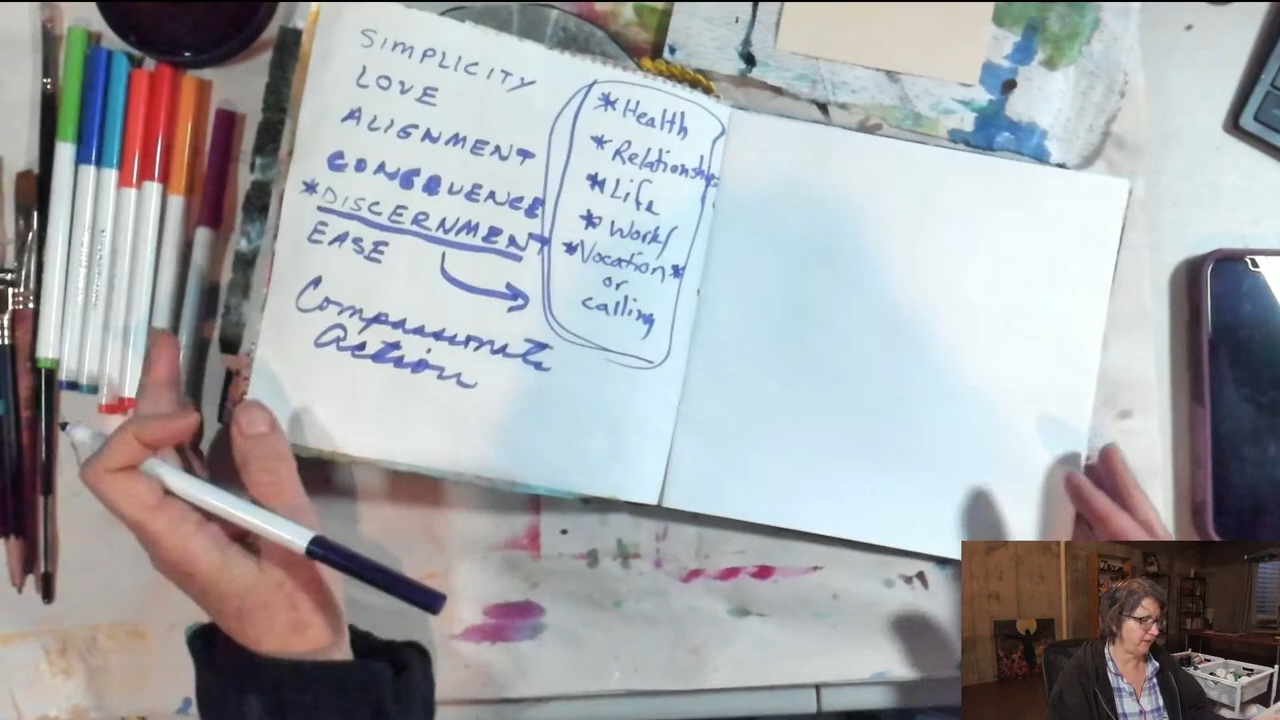 SIMPLICITY
LOVE
ALIGNMENT
CONGRUENCE
*DISCERNMENT
EASE
Compassionate
Action
*Health
*Relationships
*Life
*Work/
*Vocation*
or
calling